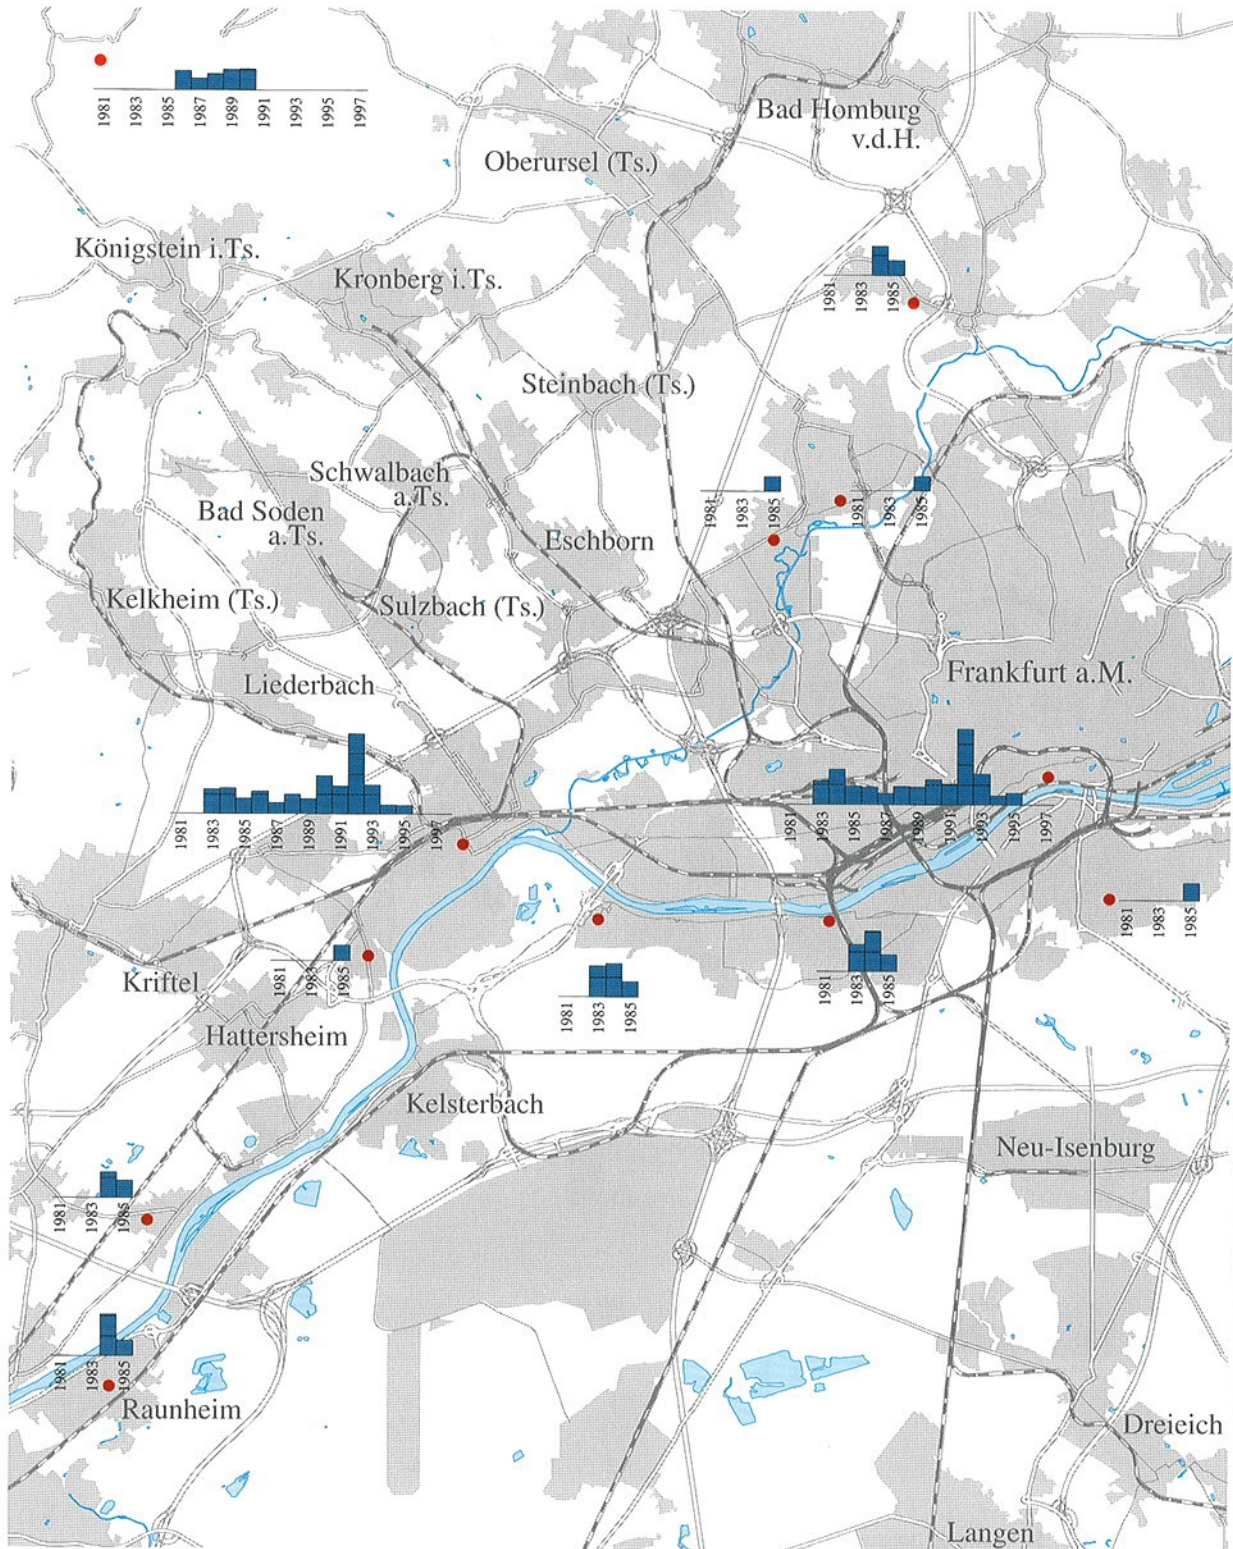 1981
1983
1985
1987
1989
1991
1993
1995
1997
Bad Homburg
v.d.H.
Oberursel (Ts.)
Königstein i.Ts.
Kronberg i.Ts.
1981
1983
1985
Steinbach (Ts.)
Schwalbach
a.Ts.
1981
1983
1985
1981
1983
1985
Bad Soden
a.Ts.
Eschborn
Kelkheim (Ts.)
Sulzbach (Ts.)
Liederbach
Frankfurt a.M.
1981
1983
1985
1987
1989
1991
1993
1995
1997
1981
1983
1985
1987
1989
1991
1993
1995
1997
1981
1983
1985
Kriftel
1981
1983
1985
1981
1983
1985
1981
1983
1985
Hattersheim
Kelsterbach
Neu-Isenburg
1981
1983
1985
1981
1983
1985
Raunheim
Dreieich
Langen